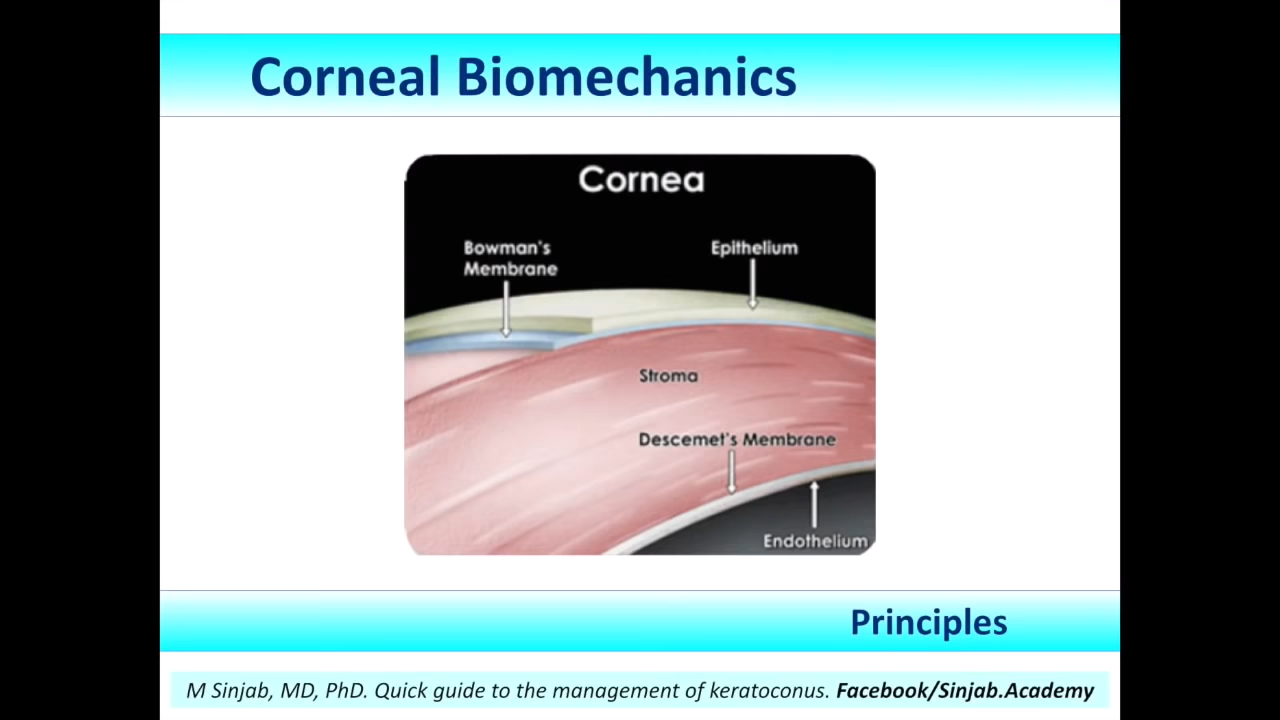 Corneal Biomechanics
Cornea
Bowman's
Membrane
Epithelium
Stroma
Descemet's Membrane
Endothelium
Principles
M Sinjab, MD, PhD. Quick guide to the management of keratoconus. Facebook/Sinjab.Academy